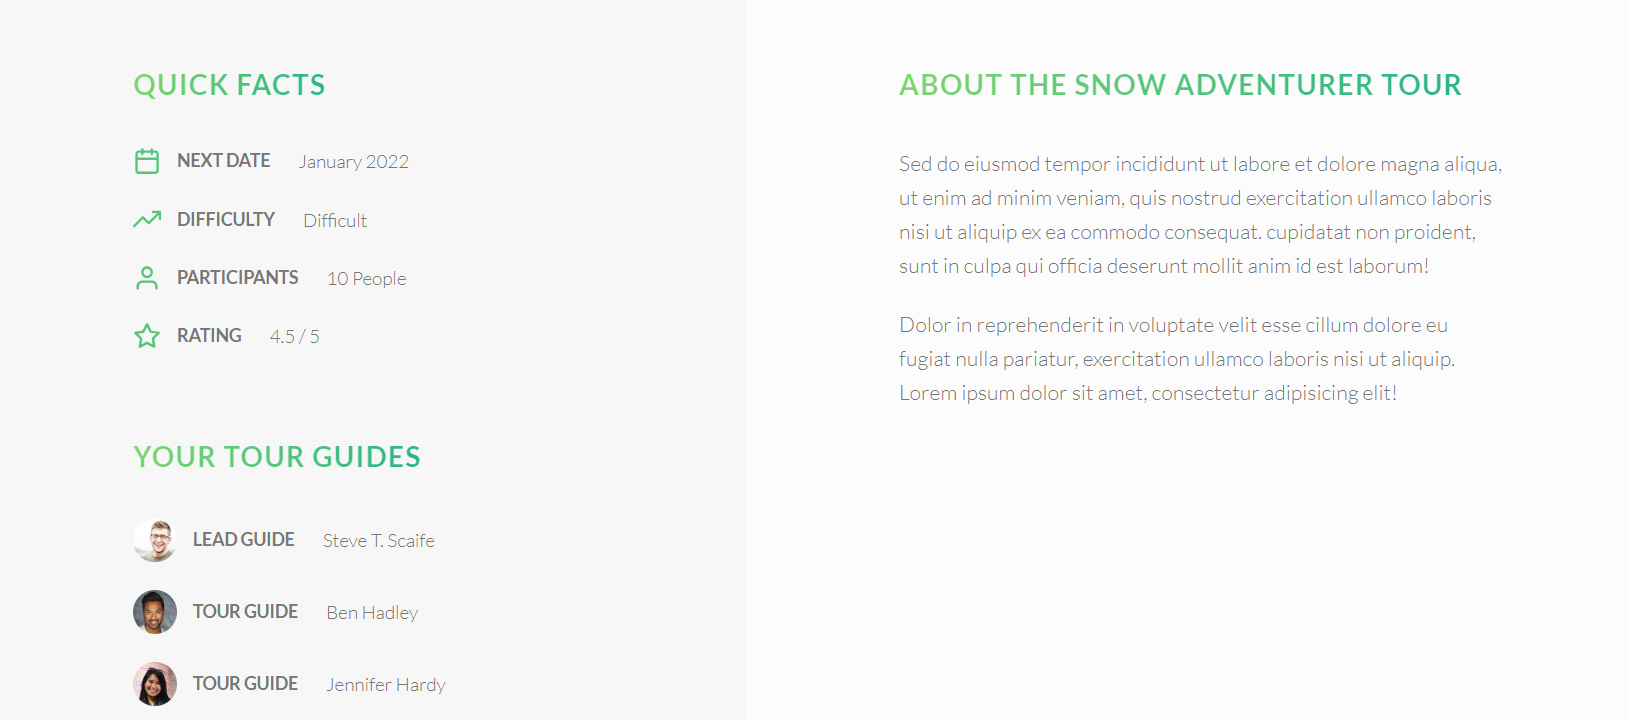 QUICK FACTS
NEXT DATE January 2022
DIFFICULTY Difficult
PARTICIPANTS 10 People
RATING 4.5 / 5
YOUR TOUR GUIDES
LEAD GUIDE Steve T. Scaife
TOUR GUIDE Ben Hadley
TOUR GUIDE Jennifer Hardy
ABOUT THE SNOW ADVENTURER TOUR
Sed do eiusmod tempor incididunt ut labore et dolore magna aliqua,
ut enim ad minim veniam, quis nostrud exercitation ullamco laboris
nisi ut aliquip ex ea commodo consequat. cupidatat non proident,
sunt in culpa qui officia deserunt mollit anim id est laborum!
Dolor in reprehenderit in voluptate velit esse cillum dolore eu
fugiat nulla pariatur, exercitation ullamco laboris nisi ut aliquip.
Lorem ipsum dolor sit amet, consectetur adipisicing elit!